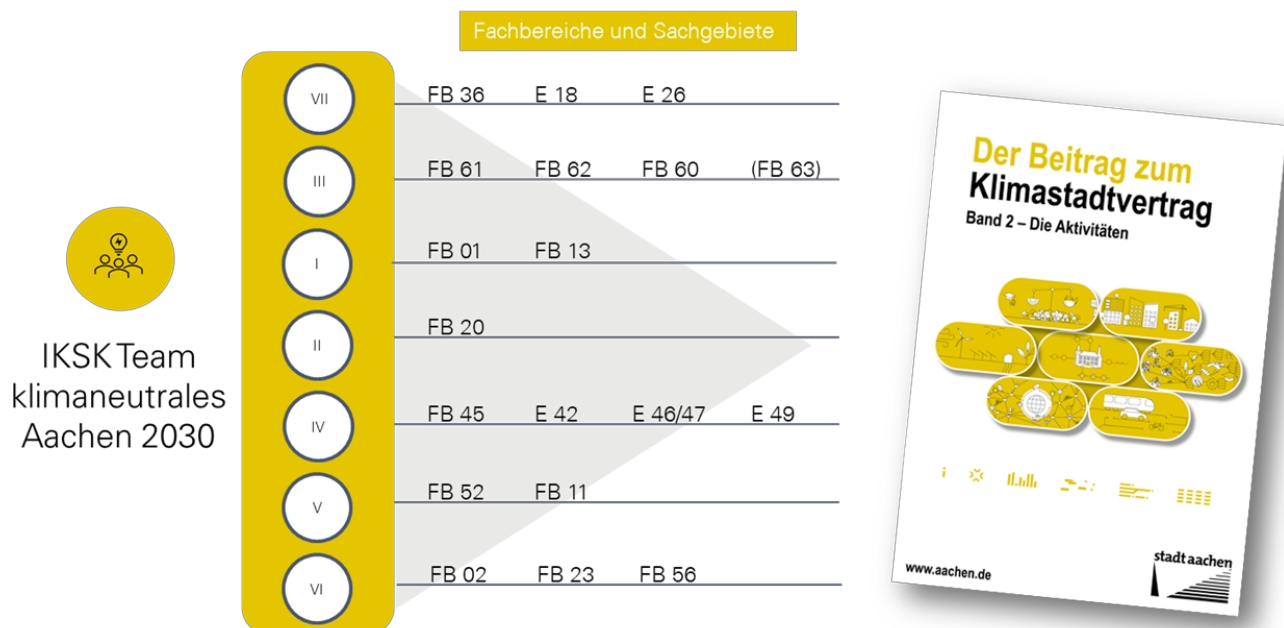 Fachbereiche und Sachgebiete
VII
FB 36 E 18 E 26
III
FB 61 FB 62 FB 60 (FB 63)
I
FB 01 FB 13
II
FB 20
IV
FB 45 E 42 E 46/47 E 49
V
FB 52 FB 11
VI
FB 02 FB 23 FB 56
IKSK Team
klimaneutrales
Aachen 2030
Der Beitrag zum
Klimastadtvertrag
Band 2 – Die Aktivitäten
www.aachen.de
stadt aachen